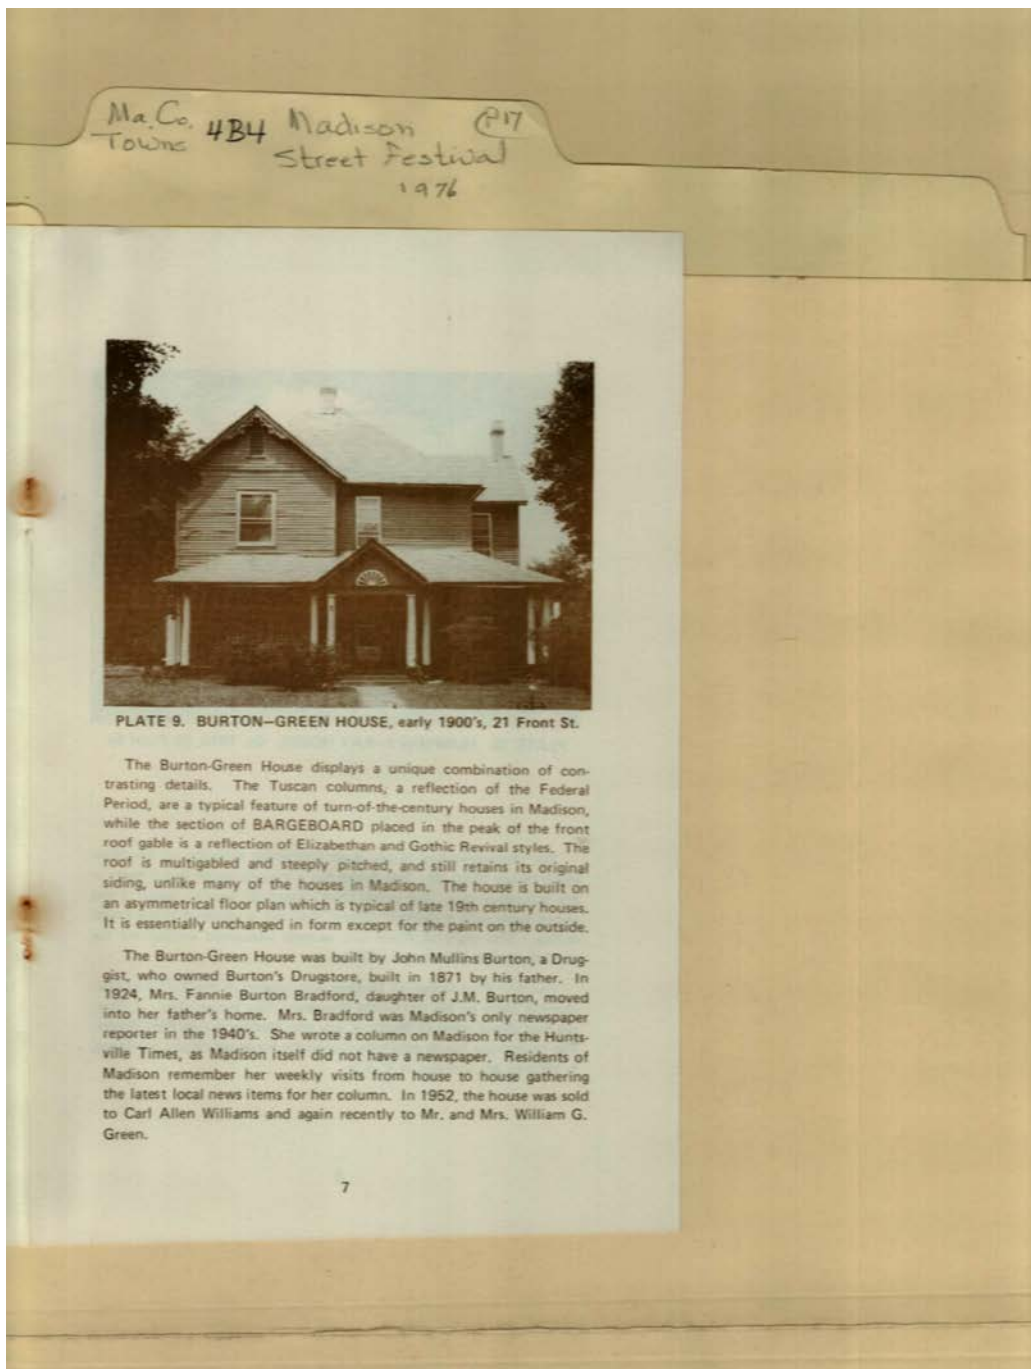 Ma. Co. 4B4 Madison P17
Towns Street Festival
1976
PLATE 9. BURTON—GREEN HOUSE, early 1900's, 21 Front St.
The Burton-Green House displays a unique combination of con-
trasting details. The Tuscan columns, a reflection of the Federal
Period, are a typical feature of turn-of-the-century houses in Madison,
while the section of BARGEBOARD placed in the peak of the front
roof gable is a reflection of Elizabethan and Gothic Revival styles. The
roof is multigabled and steeply pitched, and still retains its original
siding, unlike many of the houses in Madison. The house is built on
an asymmetrical floor plan which is typical of late 19th century houses.
It is essentially unchanged in form except for the paint on the outside.
The Burton-Green House was built by John Mullins Burton, a Drug-
gist, who owned Burton's Drugstore, built in 1871 by his father. In
1924, Mrs. Fannie Burton Bradford, daughter of J.M. Burton, moved
into her father's home. Mrs. Bradford was Madison's only newspaper
reporter in the 1940's. She wrote a column on Madison for the Hunts-
ville Times, as Madison itself did not have a newspaper. Residents of
Madison remember her weekly visits from house to house gathering
the latest local news items for her column. In 1952, the house was sold
to Carl Allen Williams and again recently to Mr. and Mrs. William G.
Green.
7